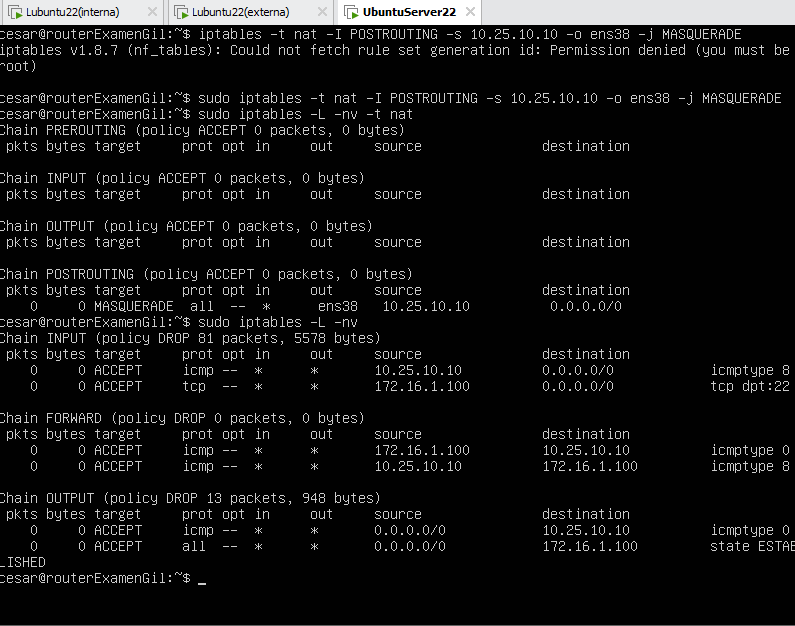 Lubuntu22(interna) Lubuntu22(externa) UbuntuServer22
cesar@routerExamenGil:~$ iptables -t nat -I POSTROUTING -s 10.25.10.10 -o ens38 -j MASQUERADE
iptables v1.8.7 (nf_tables): Could not fetch rule set generation id: Permission denied (you must be
root)
cesar@routerExamenGil:~$ sudo iptables -t nat -I POSTROUTING -s 10.25.10.10 -o ens38 -j MASQUERADE
cesar@routerExamenGil:~$ sudo iptables -L -nv -t nat
Chain PREROUTING (policy ACCEPT 0 packets, 0 bytes)
pkts bytes target prot opt in out source destination
Chain INPUT (policy ACCEPT 0 packets, 0 bytes)
pkts bytes target prot opt in out source destination
Chain OUTPUT (policy ACCEPT 0 packets, 0 bytes)
pkts bytes target prot opt in out source destination
Chain POSTROUTING (policy ACCEPT 0 packets, 0 bytes)
pkts bytes target prot opt in out source destination
0 0 MASQUERADE all -- * ens38 10.25.10.10 0.0.0.0/0
cesar@routerExamenGil:~$ sudo iptables -L -nv
Chain INPUT (policy DROP 81 packets, 5578 bytes)
pkts bytes target prot opt in out source destination
0 0 ACCEPT icmp -- * * 10.25.10.10 0.0.0.0/0 icmptype 8
0 0 ACCEPT tcp -- * * 172.16.1.100 0.0.0.0/0 tcp dpt:22
Chain FORWARD (policy DROP 0 packets, 0 bytes)
pkts bytes target prot opt in out source destination
0 0 ACCEPT icmp -- * * 172.16.1.100 10.25.10.10 icmptype 0
0 0 ACCEPT icmp -- * * 10.25.10.10 172.16.1.100 icmptype 8
Chain OUTPUT (policy DROP 13 packets, 948 bytes)
pkts bytes target prot opt in out source destination
0 0 ACCEPT icmp -- * * 0.0.0.0/0 10.25.10.10 icmptype 0
0 0 ACCEPT all -- * * 0.0.0.0/0 172.16.1.100 state ESTAB
LISHED
cesar@routerExamenGil:~$ _